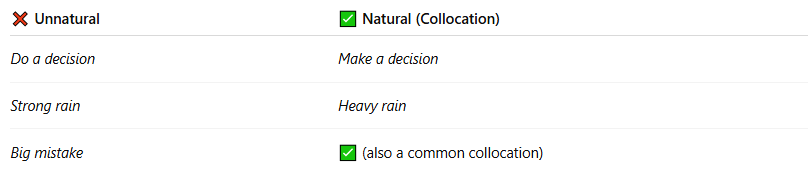 ❌ Unnatural ✅ Natural (Collocation)
Do a decision Make a decision
Strong rain Heavy rain
Big mistake ✅ (also a common collocation)